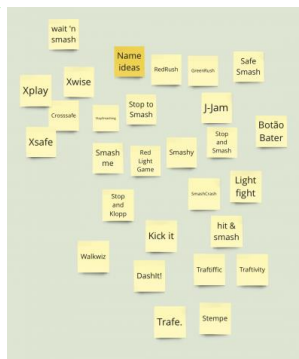 wait 'n
smash
Name
ideas
RedRush
GreenRush
Safe
Smash
Xplay
Xwise
Crosssafe
Stop to
Smash
J-Jam
Botão
Bater
Xsafe
Stop
and
Smash
Smash
me
Red
Light
Game
Smashy
Stop
and
Klopp
SmashCrash
Light
fight
Kick it
hit &
smash
Walkwiz
DashIt!
Traftiffic
Traftivity
Trafe.
Stempe